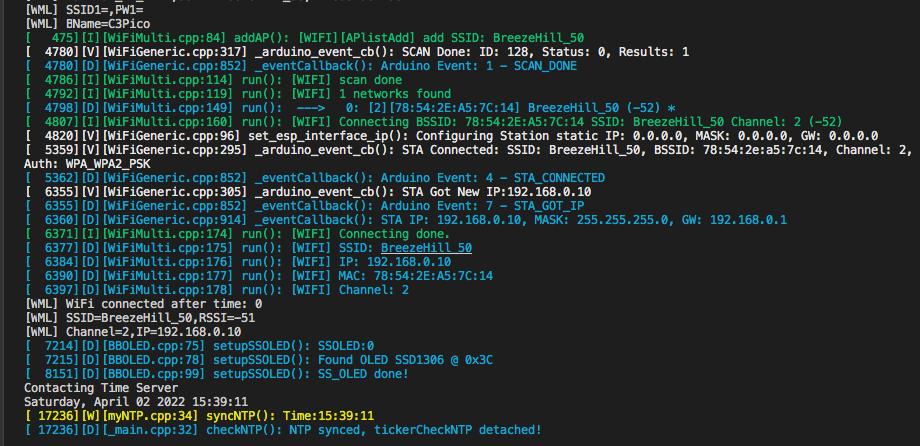 [WML] SSID1=,PW1=
[WML] BName=C3Pico
[   475][I][WiFiMulti.cpp:84] addAP(): [WIFI][APlistAdd] add SSID: BreezeHill_50
[  4780][V][WiFiGeneric.cpp:317] _arduino_event_cb(): SCAN Done: ID: 128, Status: 0, Results: 1
[  4780][D][WiFiGeneric.cpp:852] _eventCallback(): Arduino Event: 1 - SCAN_DONE
[  4786][I][WiFiMulti.cpp:114] run(): [WIFI] scan done
[  4792][I][WiFiMulti.cpp:119] run(): [WIFI] 1 networks found
[  4798][D][WiFiMulti.cpp:149] run():  --->   0: [2][78:54:2E:A5:7C:14] BreezeHill_50 (-52) *
[  4807][I][WiFiMulti.cpp:160] run(): [WIFI] Connecting BSSID: 78:54:2E:A5:7C:14 SSID: BreezeHill_50 Channel: 2 (-52)
[  4820][V][WiFiGeneric.cpp:96] set_esp_interface_ip(): Configuring Station static IP: 0.0.0.0, MASK: 0.0.0.0, GW: 0.0.0.0
[  5359][V][WiFiGeneric.cpp:295] _arduino_event_cb(): STA Connected: SSID: BreezeHill_50, BSSID: 78:54:2e:a5:7c:14, Channel: 2,
Auth: WPA_WPA2_PSK
[  5362][D][WiFiGeneric.cpp:852] _eventCallback(): Arduino Event: 4 - STA_CONNECTED
[  6355][V][WiFiGeneric.cpp:305] _arduino_event_cb(): STA Got New IP:192.168.0.10
[  6355][D][WiFiGeneric.cpp:852] _eventCallback(): Arduino Event: 7 - STA_GOT_IP
[  6360][D][WiFiGeneric.cpp:914] _eventCallback(): STA IP: 192.168.0.10, MASK: 255.255.255.0, GW: 192.168.0.1
[  6371][I][WiFiMulti.cpp:174] run(): [WIFI] Connecting done.
[  6377][D][WiFiMulti.cpp:175] run(): [WIFI] SSID: BreezeHill_50
[  6384][D][WiFiMulti.cpp:176] run(): [WIFI] IP: 192.168.0.10
[  6390][D][WiFiMulti.cpp:177] run(): [WIFI] MAC: 78:54:2E:A5:7C:14
[  6397][D][WiFiMulti.cpp:178] run(): [WIFI] Channel: 2
[WML] WiFi connected after time: 0
[WML] SSID=BreezeHill_50,RSSI=-51
[WML] Channel=2,IP=192.168.0.10
[  7214][D][BBOLED.cpp:75] setupSSOLED(): SSOLED:0
[  7215][D][BBOLED.cpp:78] setupSSOLED(): Found OLED SSD1306 @ 0x3C
[  8151][D][BBOLED.cpp:99] setupSSOLED(): SS_OLED done!
Contacting Time Server
Saturday, April 02 2022 15:39:11
[ 17236][W][myNTP.cpp:34] syncNTP(): Time:15:39:11
[ 17236][D][_main.cpp:32] checkNTP(): NTP synced, tickerCheckNTP detached!